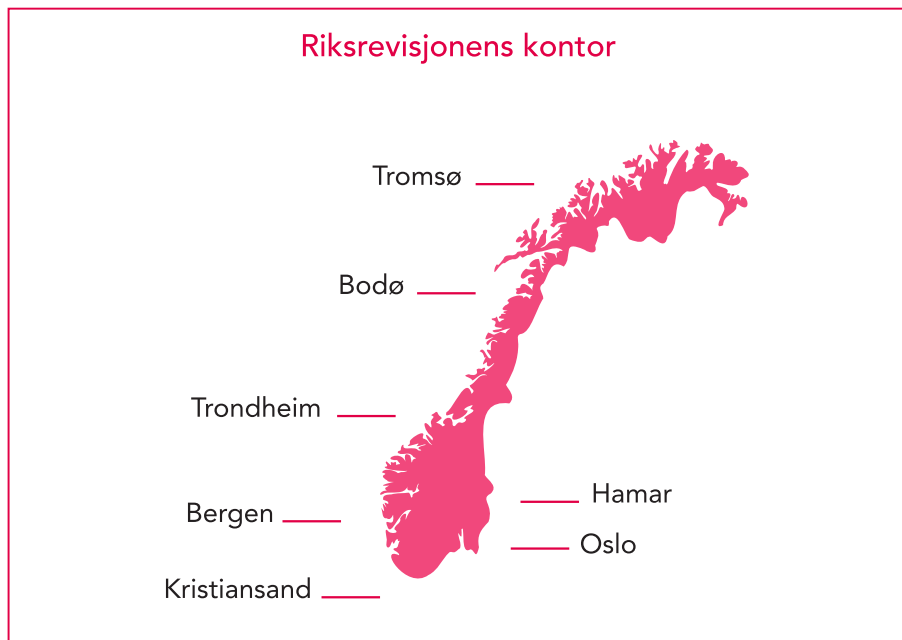 Riksrevisjonens kontor
Tromsø
Bodø
Trondheim
Hamar
Bergen
Oslo
Kristiansand